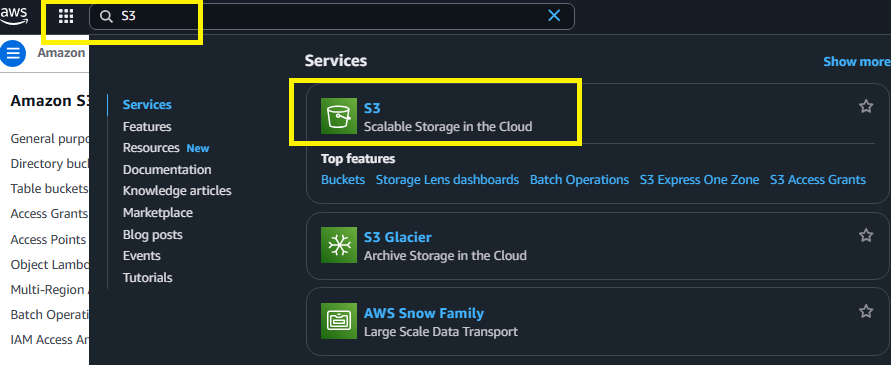 aws
S3
Amazon
Amazon S3
General purpo
Directory buck
Table buckets
Access Grants
Access Points
Object Lambd
Multi-Region A
Batch Operati
IAM Access An
Services
Features
Resources New
Documentation
Knowledge articles
Marketplace
Blog posts
Events
Tutorials
Services
Show more
S3
Scalable Storage in the Cloud
Top features
Buckets Storage Lens dashboards Batch Operations S3 Express One Zone S3 Access Grants
S3 Glacier
Archive Storage in the Cloud
AWS Snow Family
Large Scale Data Transport